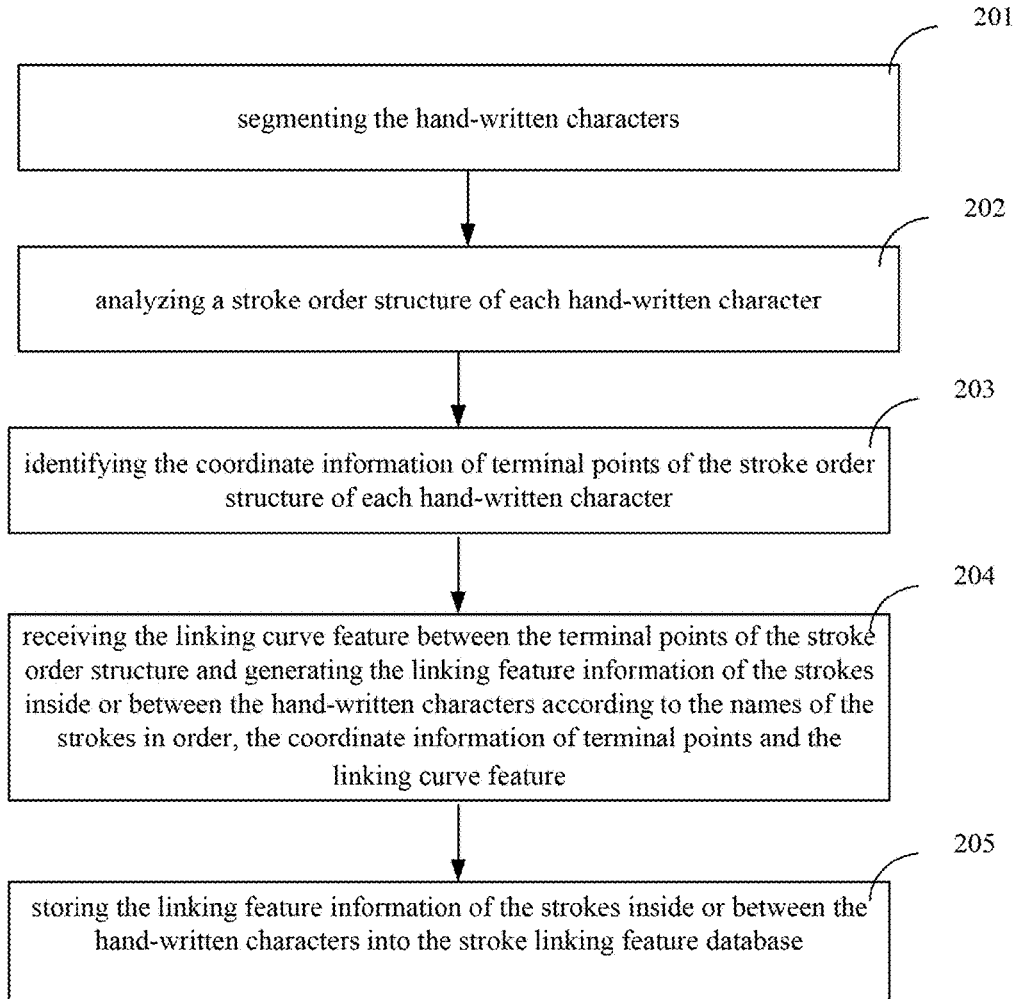 201
segmenting the hand-written characters
202
analyzing a stroke order structure of each hand-written character
203
identifying the coordinate information of terminal points of the stroke order
structure of each hand-written character
204
receiving the linking curve feature between the terminal points of the stroke
order structure and generating the linking feature information of the strokes
inside or between the hand-written characters according to the names of the
strokes in order, the coordinate information of terminal points and the
linking curve feature
205
storing the linking feature information of the strokes inside or between the
hand-written characters into the stroke linking feature database